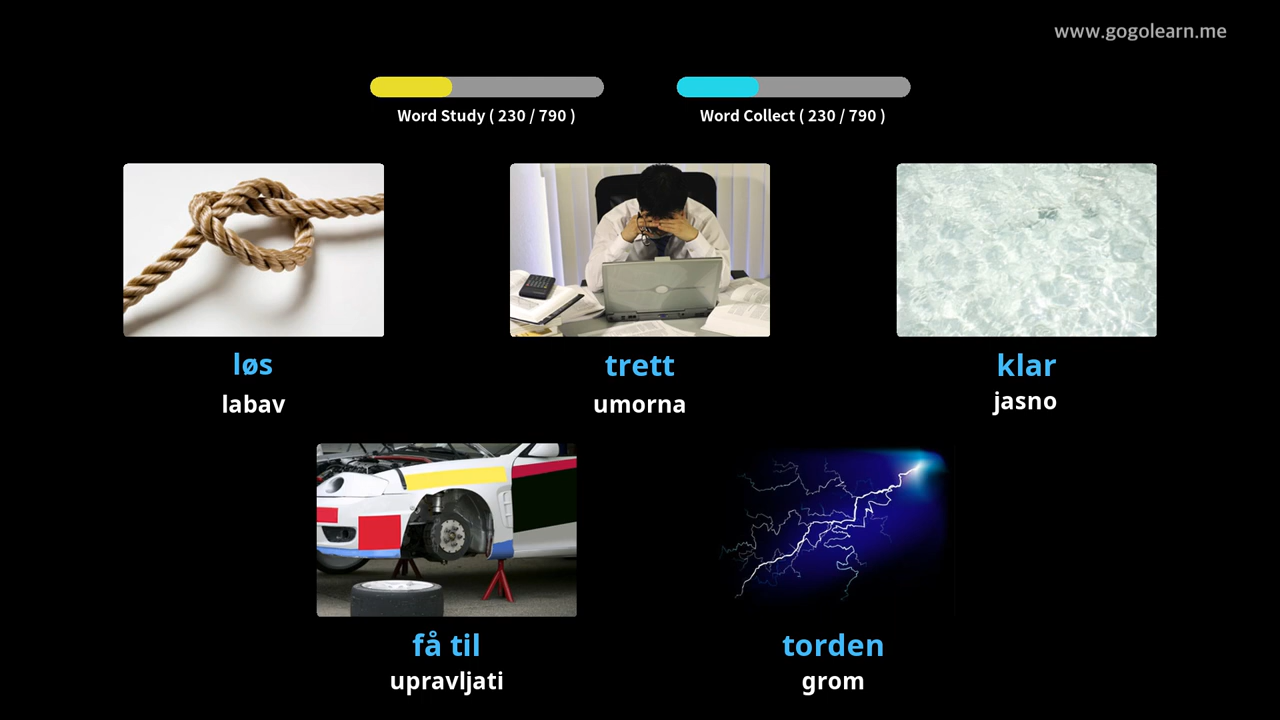 www.gogolearn.me
Word Study ( 230 / 790 )
Word Collect ( 230 / 790 )
løs
labav
trett
umorna
klar
jasno
få til
upravljati
torden
grom